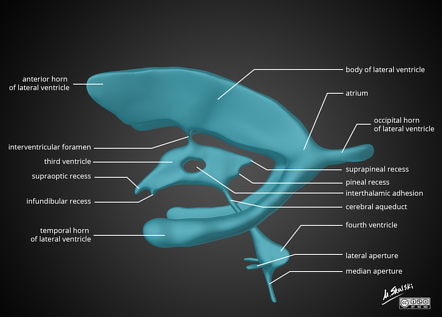 anterior horn
of lateral ventricle
interventricular foramen
third ventricle
supraoptic recess
infundibular recess
temporal horn
of lateral ventricle
body of lateral ventricle
atrium
occipital horn
of lateral ventricle
suprapineal recess
pineal recess
interthalamic adhesion
cerebral aqueduct
fourth ventricle
lateral aperture
median aperture